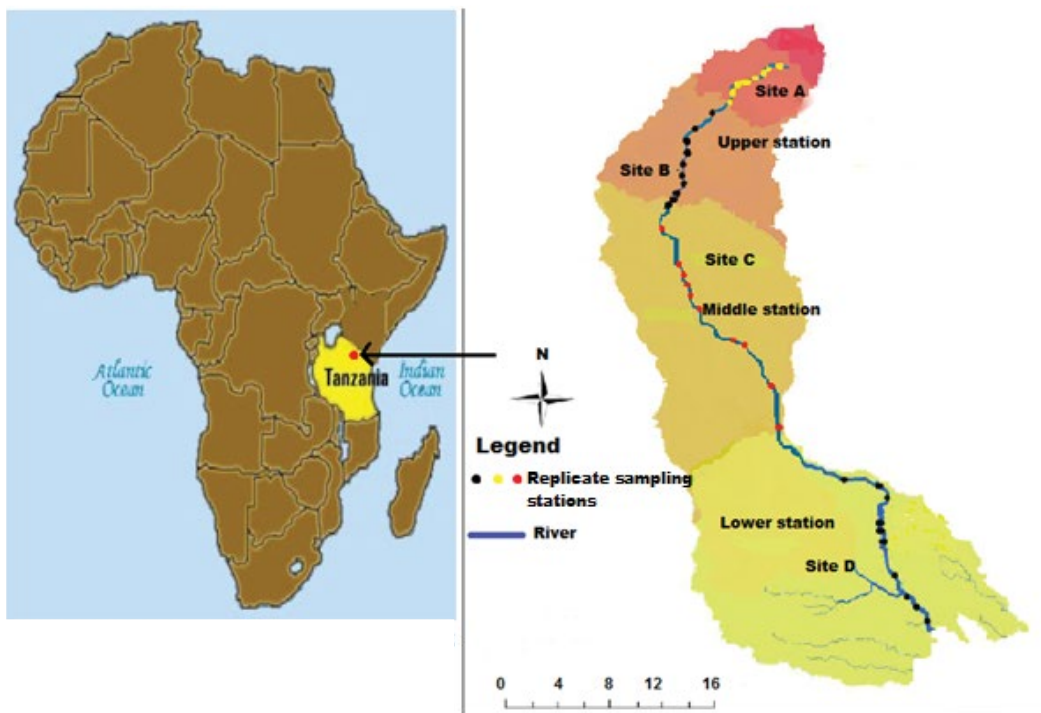 Atlantic
Ocean
Tanzania
Indian
Ocean
N
Legend
Replicate sampling
stations
River
Site A
Upper station
Site B
Site C
Middle station
Lower station
Site D
0 4 8 12 16